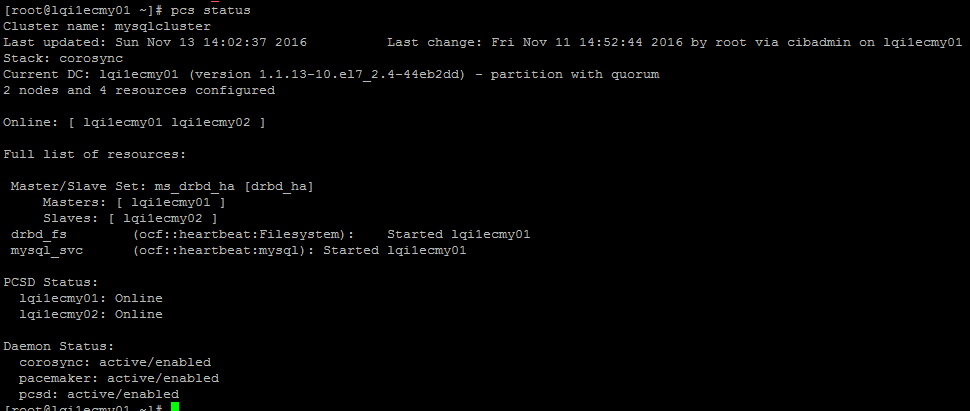 [root@lqi1ecmy01 ~]# pcs status
Cluster name: mysqlcluster
Last updated: Sun Nov 13 14:02:37 2016          Last change: Fri Nov 11 14:52:44 2016 by root via cibadmin on lqi1ecmy01
Stack: corosync
Current DC: lqi1ecmy01 (version 1.1.13-10.el7_2.4-44eb2dd) - partition with quorum
2 nodes and 4 resources configured

Online: [ lqi1ecmy01 lqi1ecmy02 ]

Full list of resources:

 Master/Slave Set: ms_drbd_ha [drbd_ha]
     Masters: [ lqi1ecmy01 ]
     Slaves: [ lqi1ecmy02 ]
 drbd_fs        (ocf::heartbeat:Filesystem):    Started lqi1ecmy01
 mysql_svc      (ocf::heartbeat:mysql): Started lqi1ecmy01

PCSD Status:
  lqi1ecmy01: Online
  lqi1ecmy02: Online

Daemon Status:
  corosync: active/enabled
  pacemaker: active/enabled
  pcsd: active/enabled
[root@lqi1ecmy01 ~]#